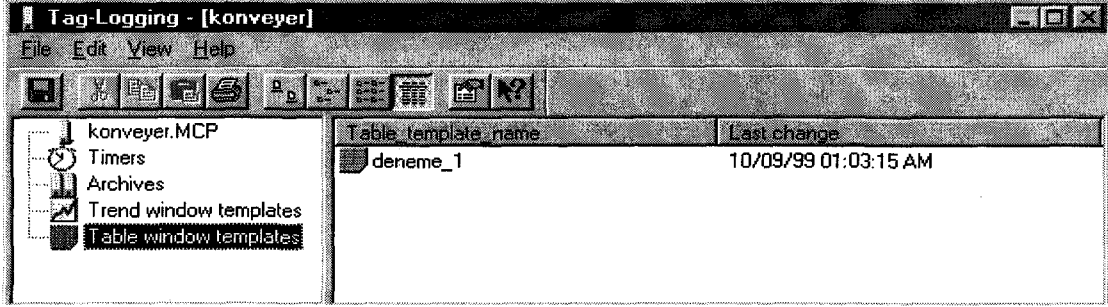 Tag-Logging - [konveyer]
File Edit View Help
konveyer.MCP
Timers
Archives
Trend window templates
Table window templates
Table_template_name Last change
deneme_1 10/09/99 01:03:15 AM